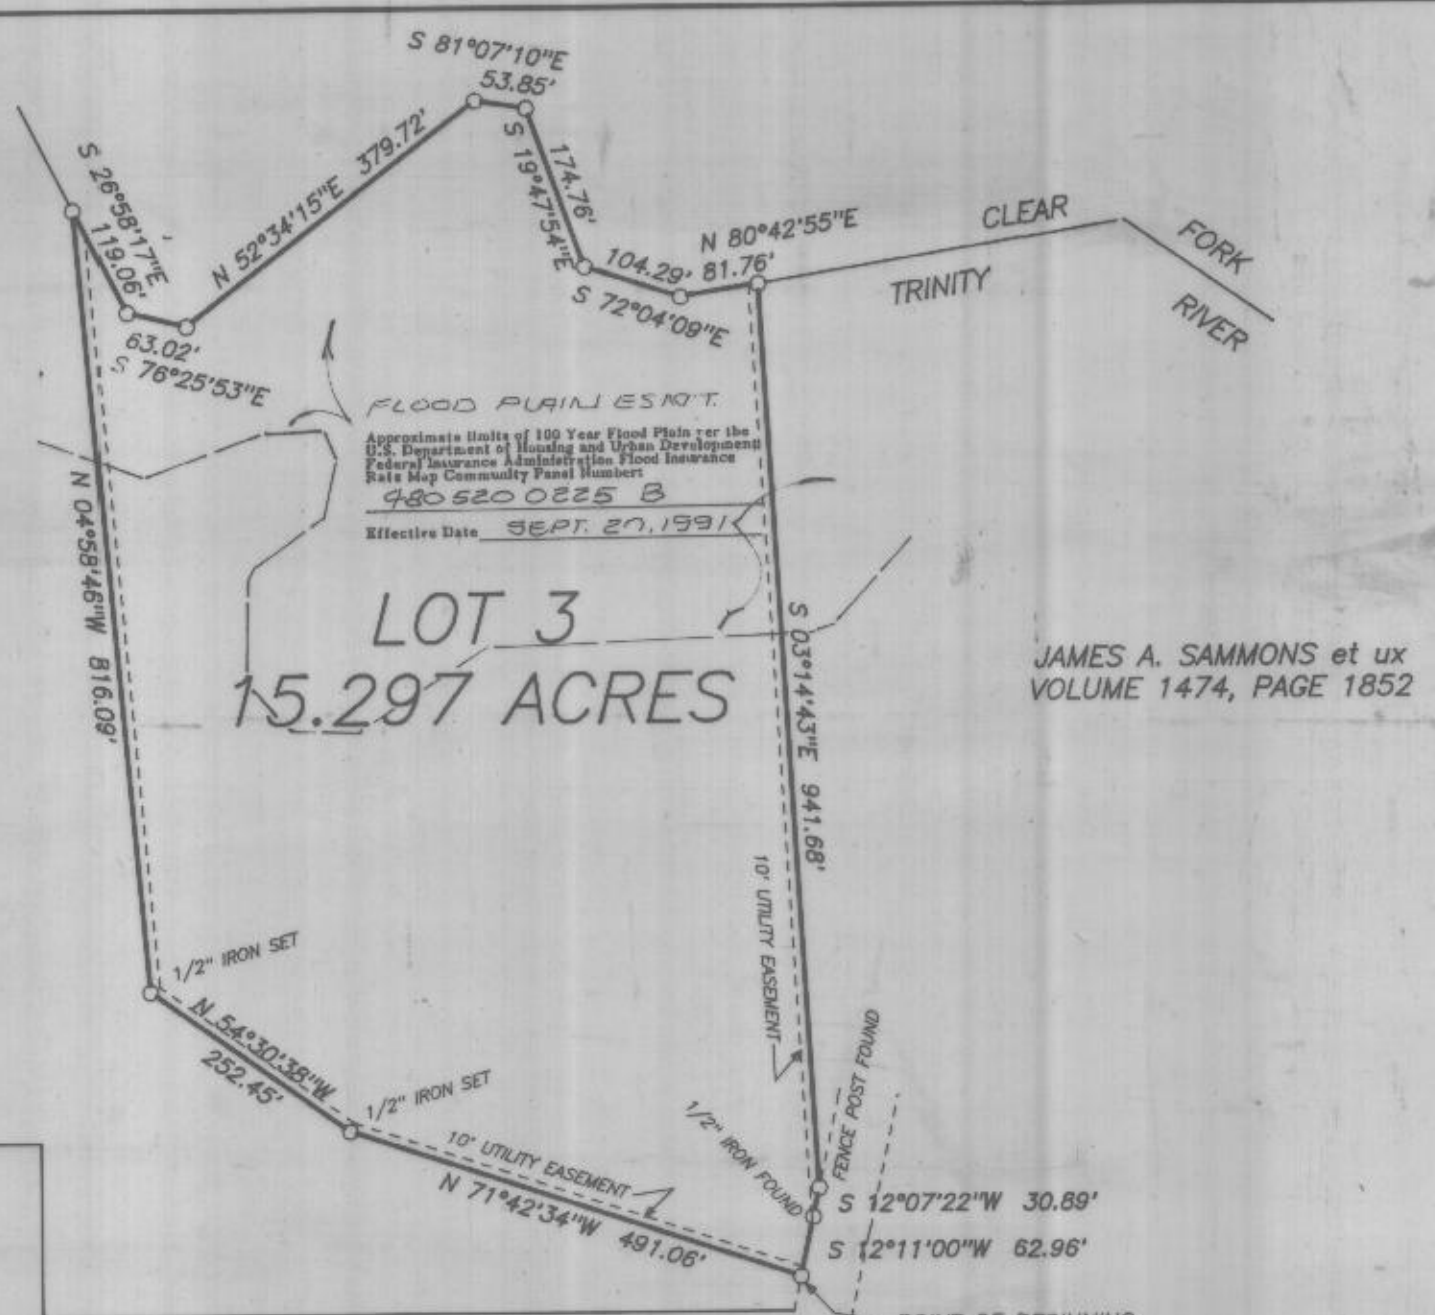 S 81°07'10"E
53.85'
S 26°58'17"E
119.06'
N 52°34'15"E 379.72'
174.76'
S 19°47'54"E
N 80°42'55"E
104.29' 81.76'
S 72°04'09"E
CLEAR
FORK
TRINITY
RIVER
63.02'
S 76°25'53"E
FLOOD PLAIN ESM'T.
Approximate limits of 100 Year Flood Plain per the
U.S. Department of Housing and Urban Development
Federal Insurance Administration Flood Insurance
Rate Map Community Panel Number:
480520 0225 B
Effective Date SEPT. 27, 1991
N 04°58'46"W 816.09'
LOT 3
15.297 ACRES
S 03°14'43"E 941.68'
JAMES A. SAMMONS et ux
VOLUME 1474, PAGE 1852
10' UTILITY EASEMENT
1/2" IRON SET
N 54°30'38"W
252.45'
1/2" IRON SET
10' UTILITY EASEMENT
N 71°42'34"W 491.06'
1/2" IRON FOUND
FENCE POST FOUND
S 12°07'22"W 30.89'
S 12°11'00"W 62.96'
POINT OF BEGINNING